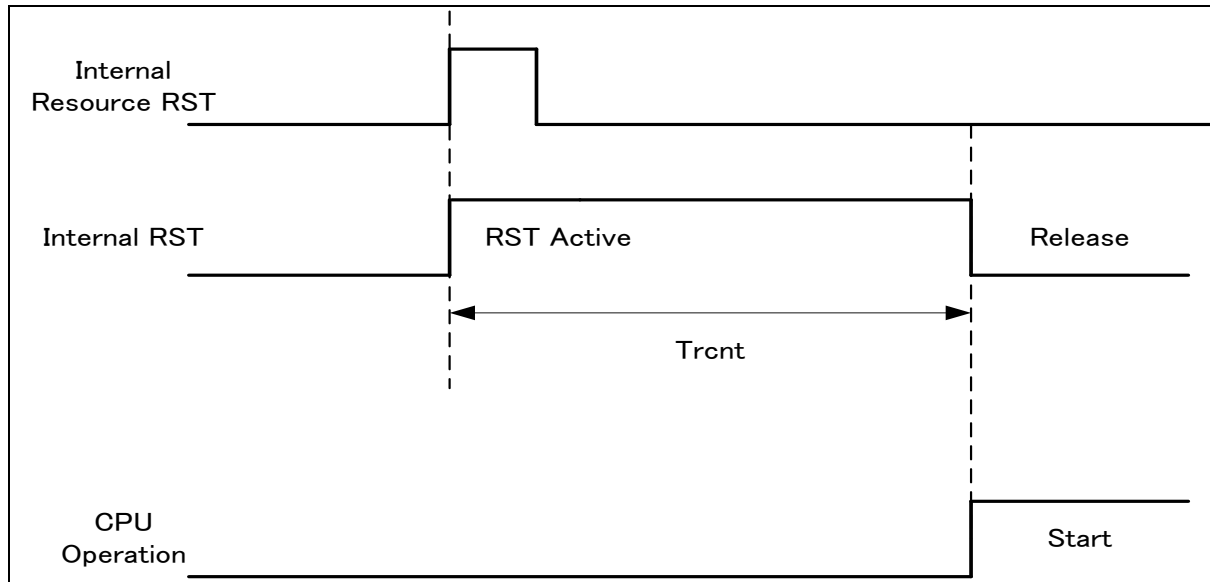 Internal
Resource RST
Internal RST
RST Active
Release
Trcnt
CPU
Operation
Start